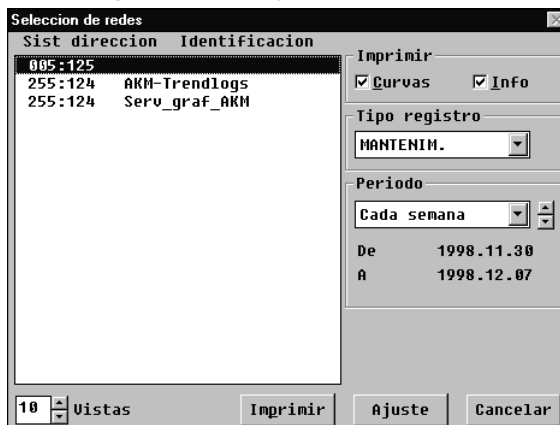 Seleccion de redes
Sist direccion Identificacion
005:125
255:124 AKM-Trendlogs
255:124 Serv_graf_AKM
Imprimir
Curvas Info
Tipo registro
MANTENIM.
Periodo
Cada semana
De 1998.11.30
A 1998.12.07
10 Vistas Imprimir Ajuste Cancelar